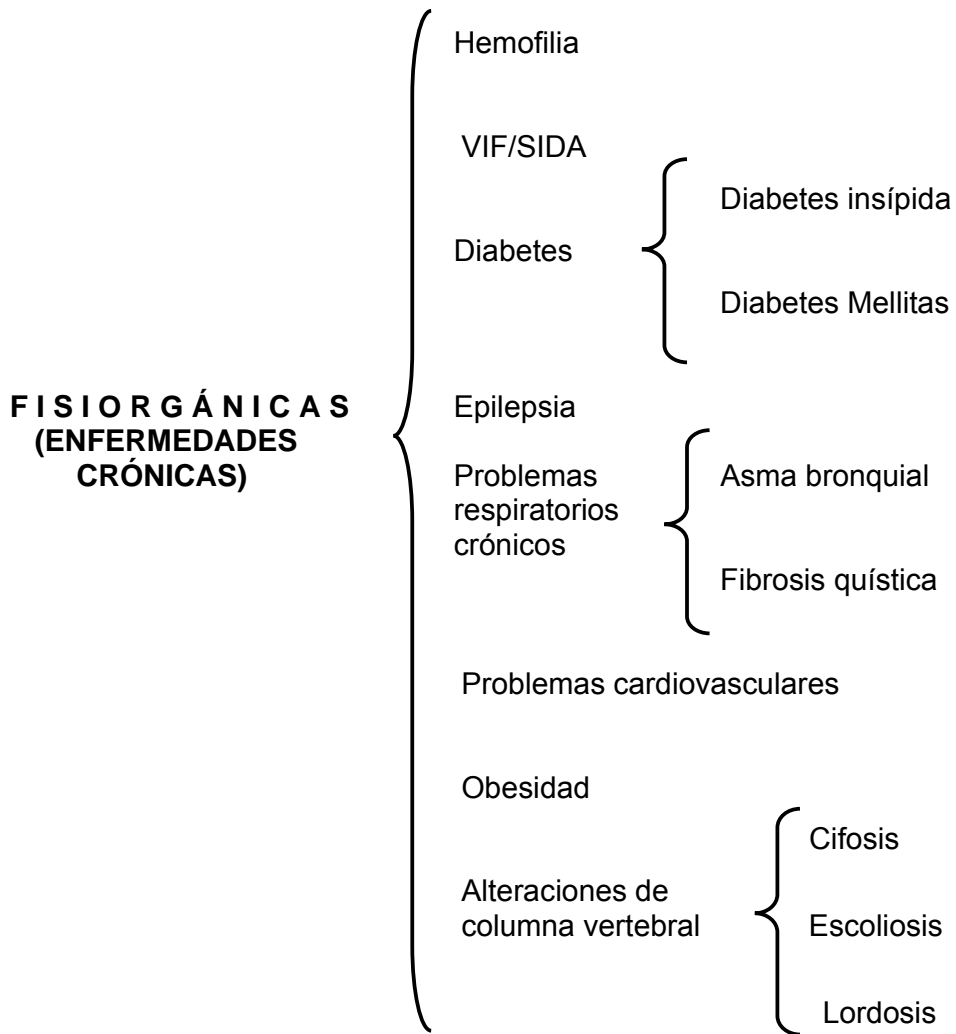 Hemofilia
VIF/SIDA
Diabetes
Diabetes insípida
Diabetes Mellitas
F I S I O R G Á N I C A S
(ENFERMEDADES
CRÓNICAS)
Epilepsia
Problemas
respiratorios
crónicos
Asma bronquial
Fibrosis quística
Problemas cardiovasculares
Obesidad
Alteraciones de
columna vertebral
Cifosis
Escoliosis
Lordosis